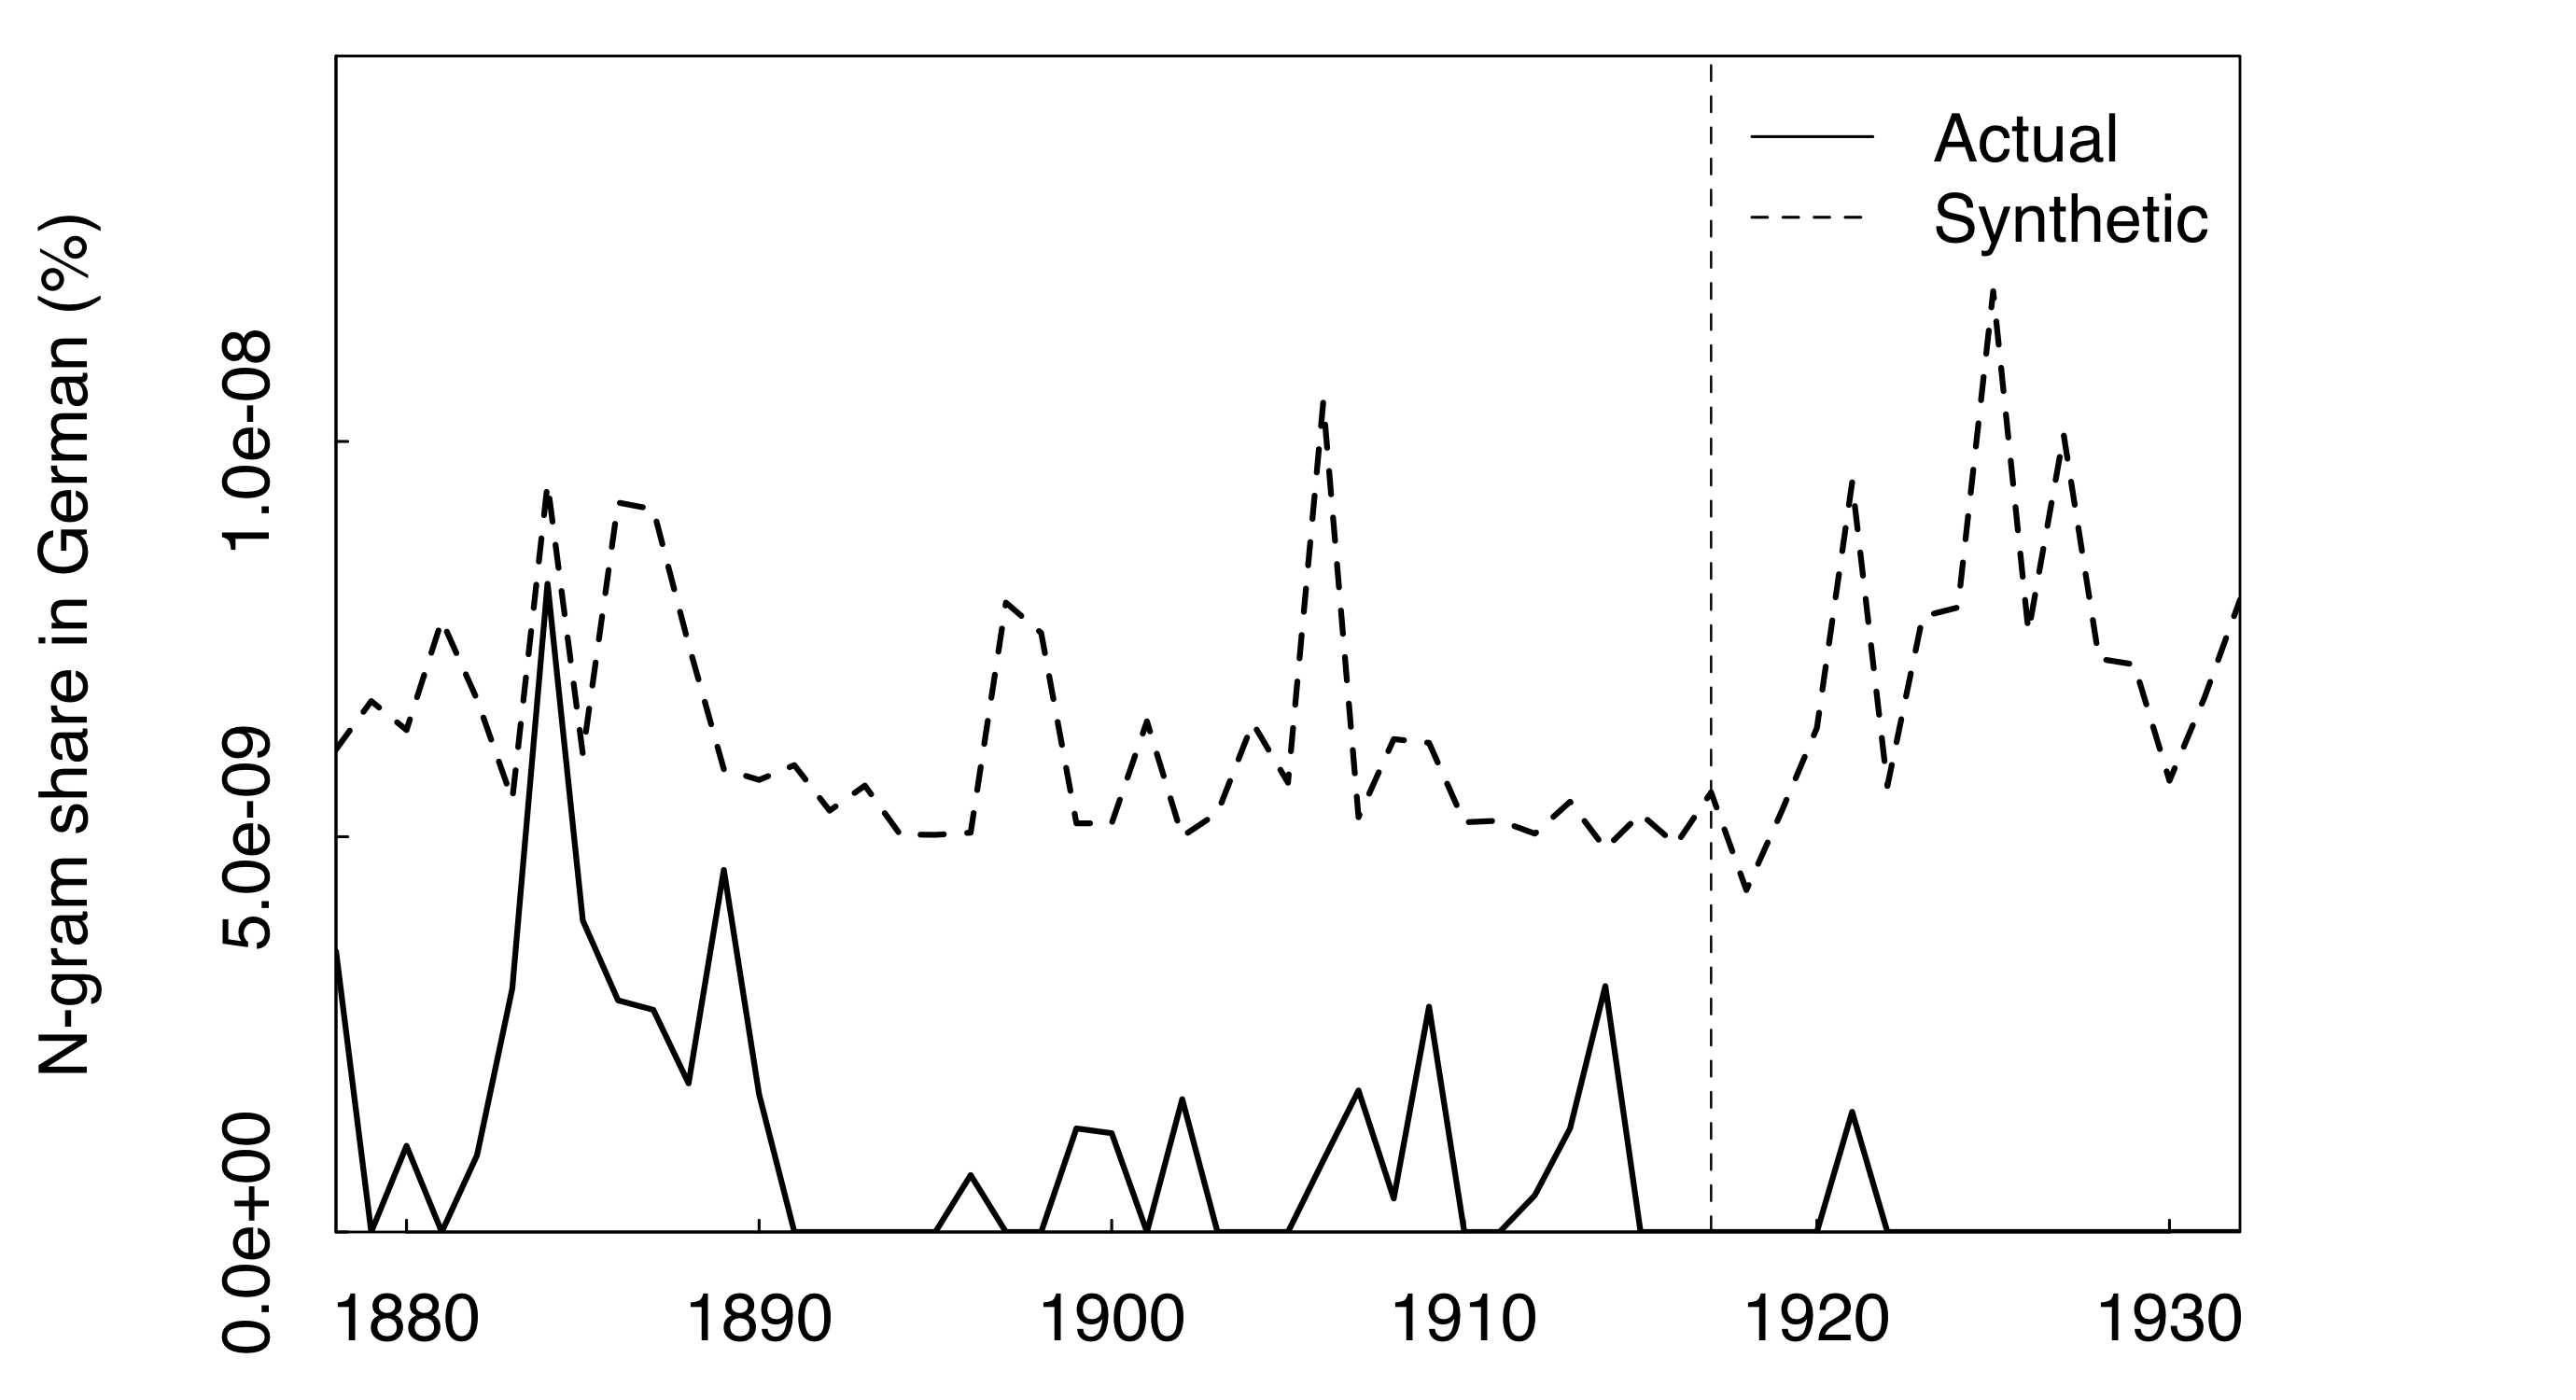 N-gram share in German (%)
1.0e-08
5.0e-09
0.0e+00
Actual
Synthetic
1880 1890 1900 1910 1920 1930